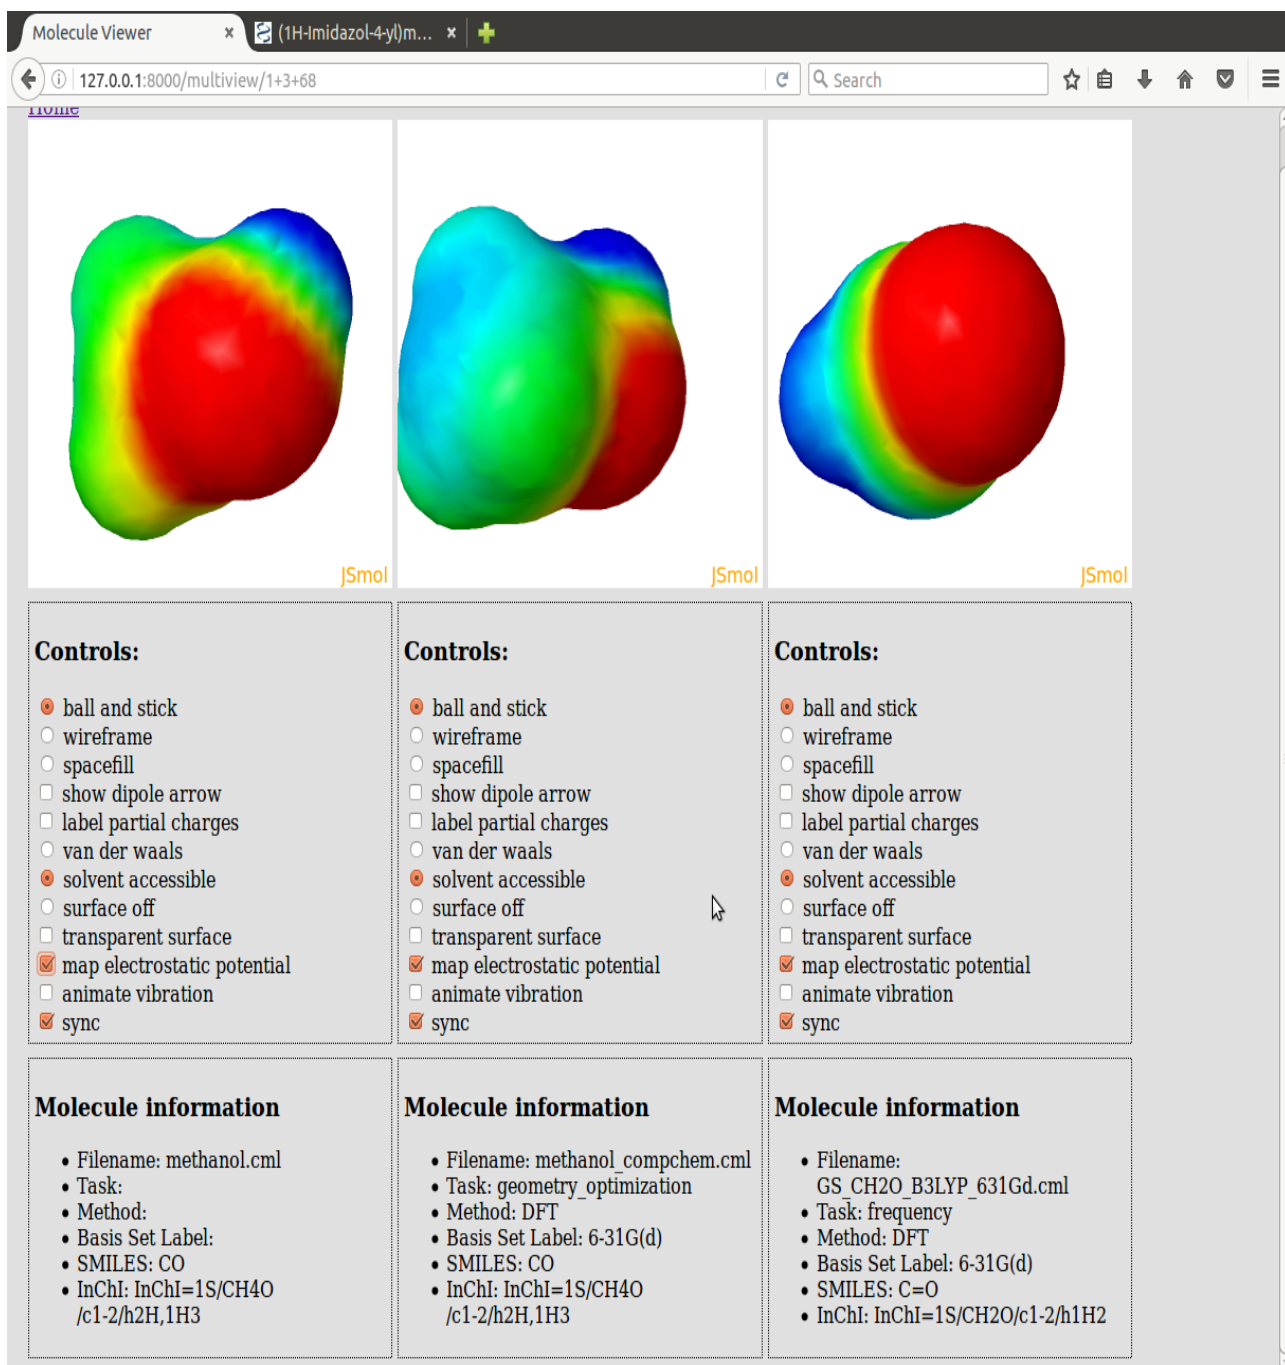 Molecule Viewer
(1H-Imidazol-4-yl)m...
127.0.0.1:8000/multiview/1+3+68
Search
Home
JSmol
JSmol
JSmol
Controls:
ball and stick
wireframe
spacefill
show dipole arrow
label partial charges
van der waals
solvent accessible
surface off
transparent surface
map electrostatic potential
animate vibration
sync
Controls:
ball and stick
wireframe
spacefill
show dipole arrow
label partial charges
van der waals
solvent accessible
surface off
transparent surface
map electrostatic potential
animate vibration
sync
Controls:
ball and stick
wireframe
spacefill
show dipole arrow
label partial charges
van der waals
solvent accessible
surface off
transparent surface
map electrostatic potential
animate vibration
sync
Molecule information
• Filename: methanol.cml
• Task:
• Method:
• Basis Set Label:
• SMILES: CO
• InChI: InChI=1S/CH4O
/c1-2/h2H,1H3
Molecule information
• Filename: methanol_compchem.cml
• Task: geometry_optimization
• Method: DFT
• Basis Set Label: 6-31G(d)
• SMILES: CO
• InChI: InChI=1S/CH4O
/c1-2/h2H,1H3
Molecule information
• Filename:
GS_CH2O_B3LYP_631Gd.cml
• Task: frequency
• Method: DFT
• Basis Set Label: 6-31G(d)
• SMILES: C=O
• InChI: InChI=1S/CH2O/c1-2/h1H2